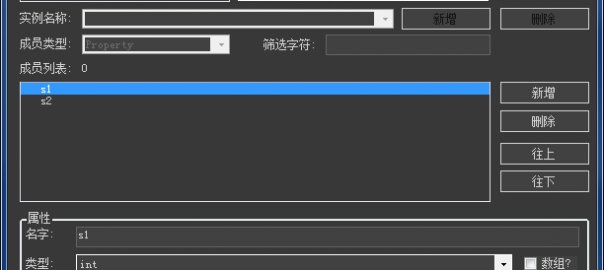 实例名称: 新增 删除
成员类型: Property 筛选字符:
成员列表: 0
s1
s2
新增
删除
往上
往下
属性
名字: s1
类型: int 数组?